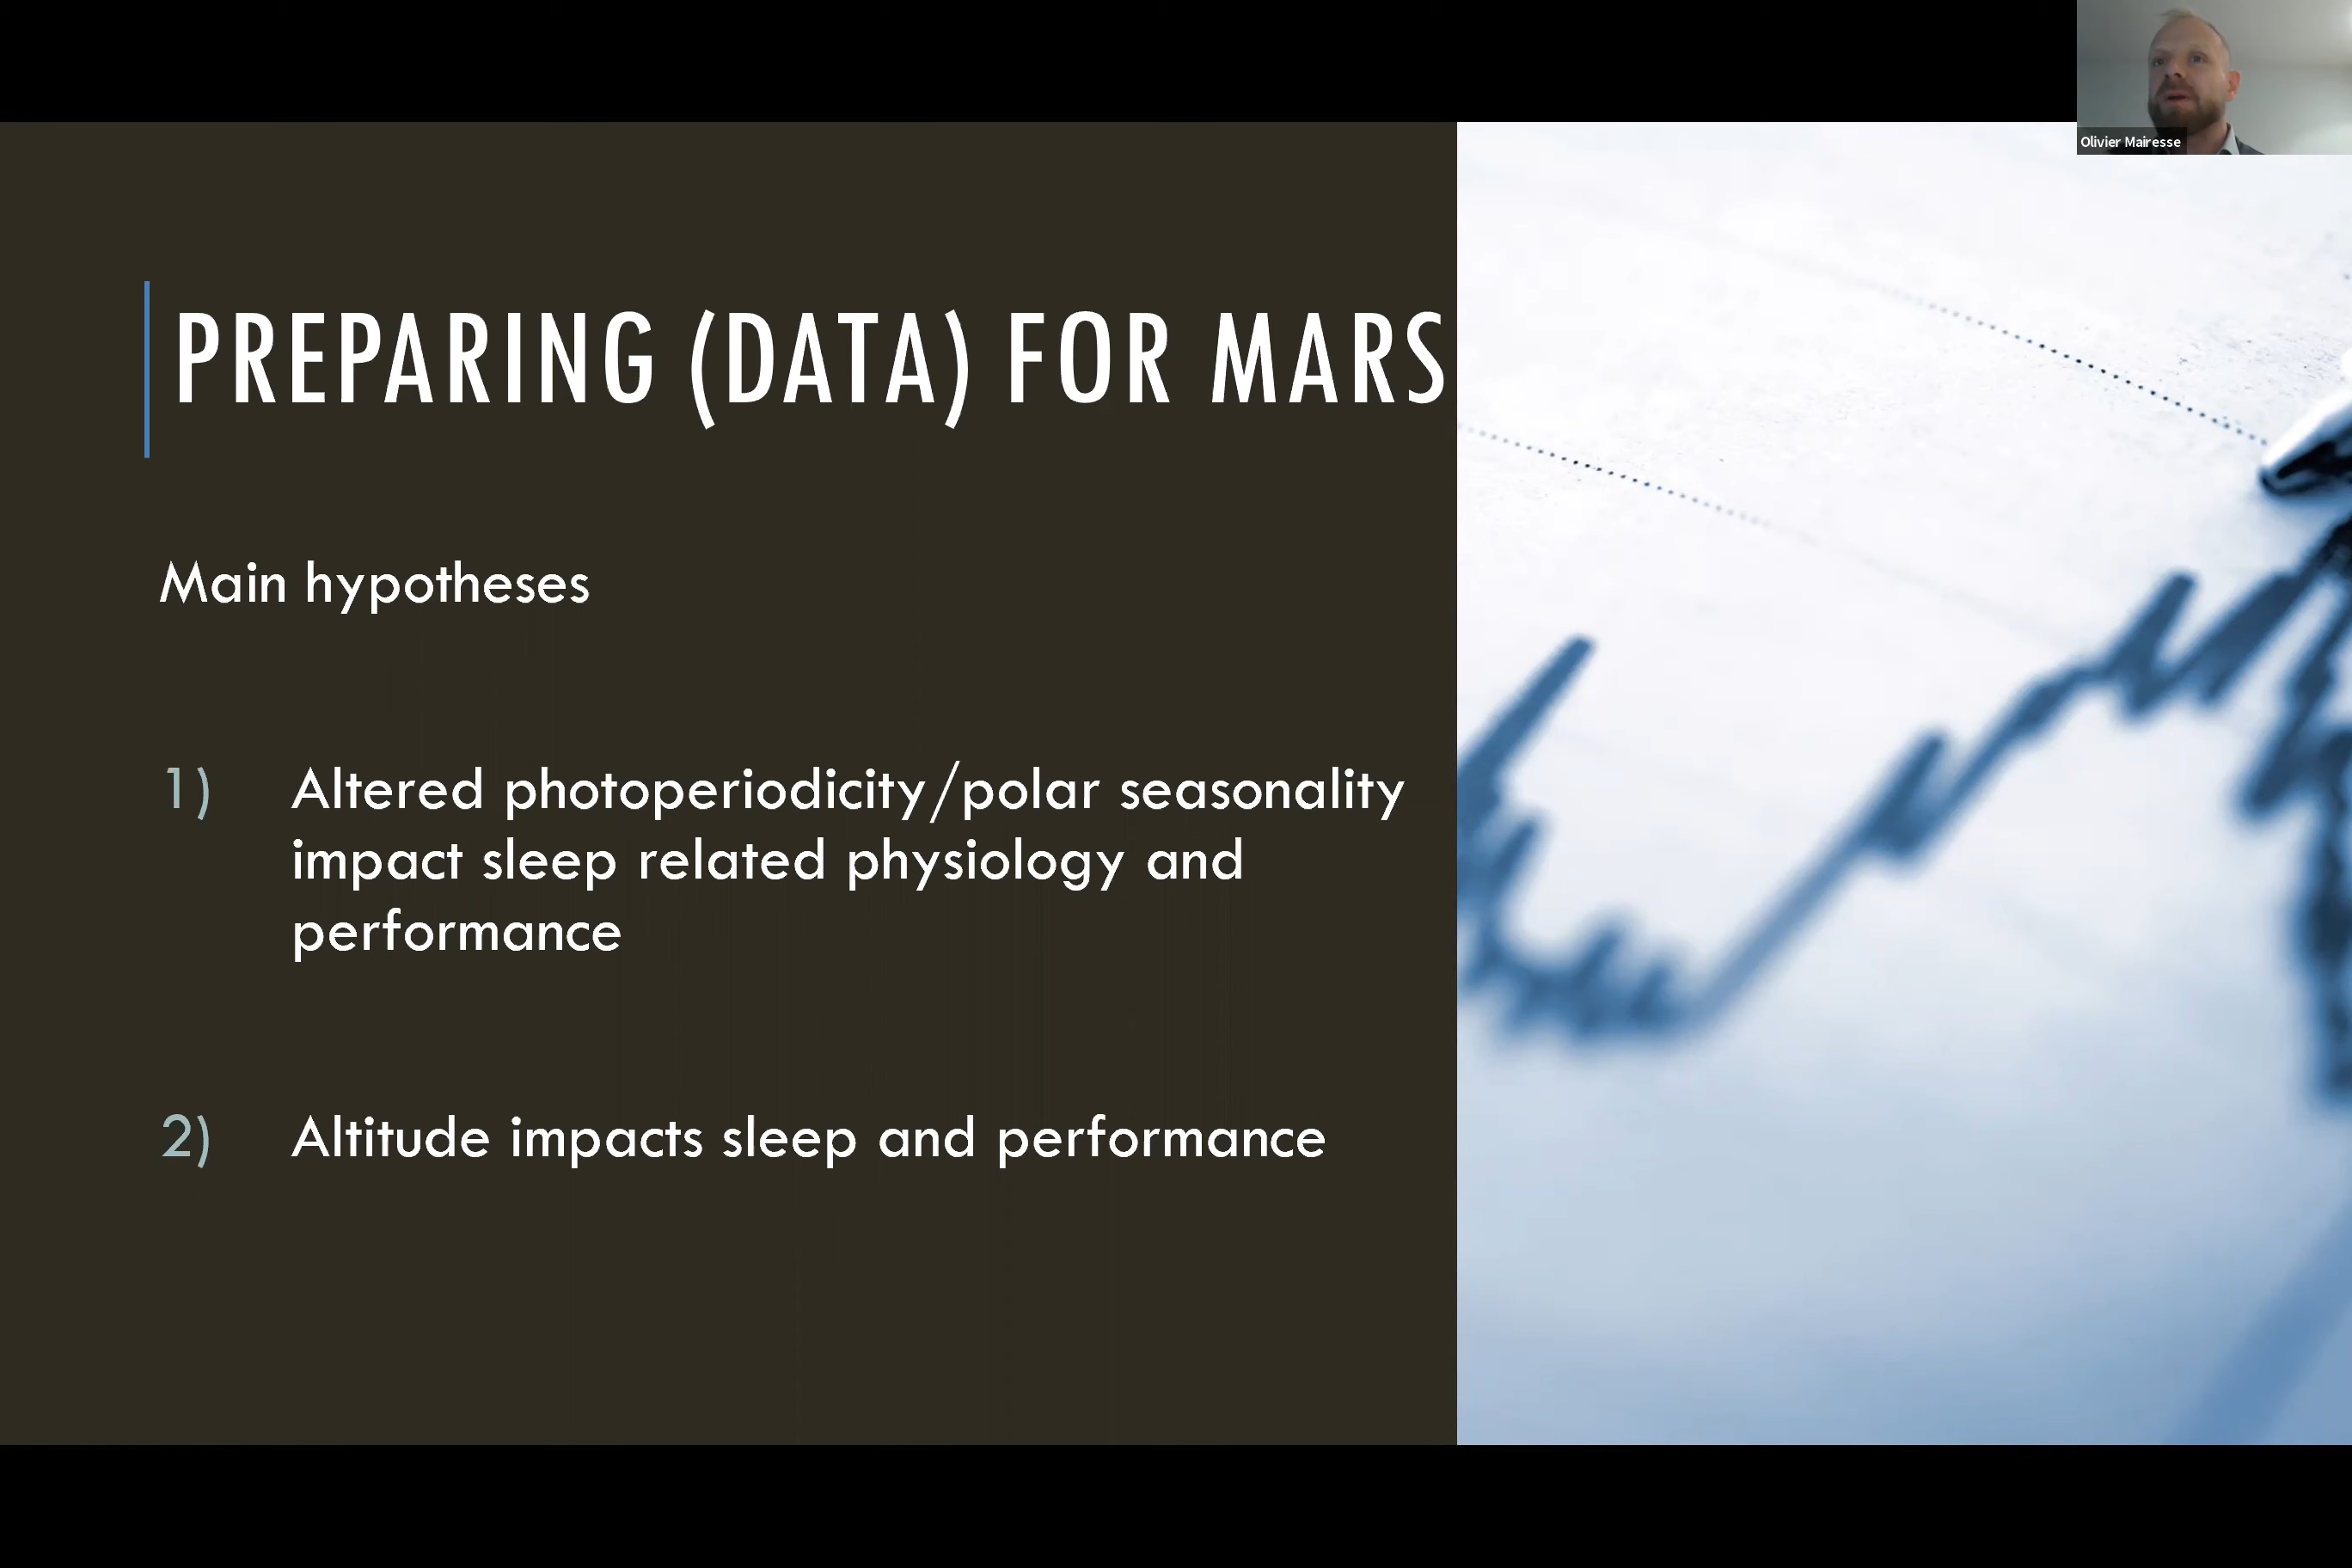 Olivier Mairesse
PREPARING (DATA) FOR MARS
Main hypotheses
1) Altered photoperiodicity/polar seasonality
impact sleep related physiology and
performance
2) Altitude impacts sleep and performance